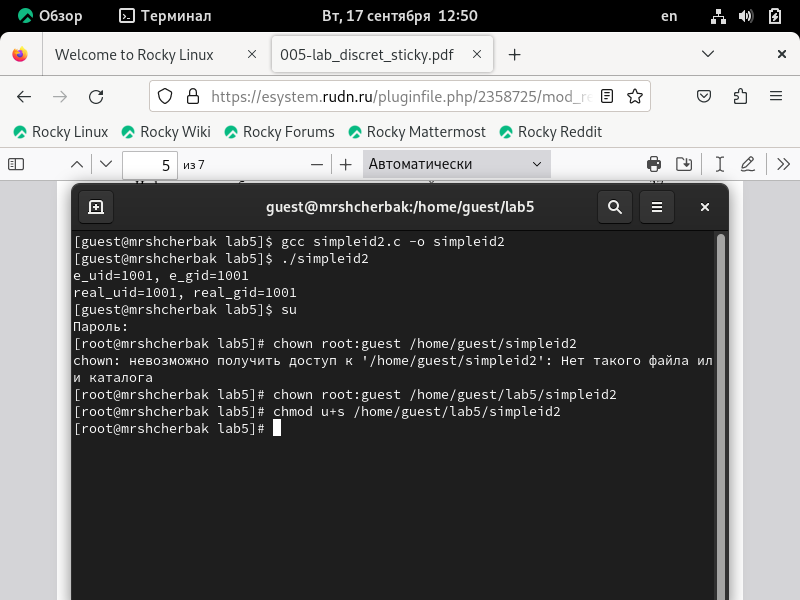 Обзор
Терминал
Вт, 17 сентября 12:50
en
Welcome to Rocky Linux
005-lab_discret_sticky.pdf
https://esystem.rudn.ru/pluginfile.php/2358725/mod_re
Rocky Linux
Rocky Wiki
Rocky Forums
Rocky Mattermost
Rocky Reddit
5
из 7
Автоматически
guest@mrshcherbak:/home/guest/lab5
[guest@mrshcherbak lab5]$ gcc simpleid2.c -o simpleid2
[guest@mrshcherbak lab5]$ ./simpleid2
e_uid=1001, e_gid=1001
real_uid=1001, real_gid=1001
[guest@mrshcherbak lab5]$ su
Пароль:
[root@mrshcherbak lab5]# chown root:guest /home/guest/simpleid2
chown: невозможно получить доступ к '/home/guest/simpleid2': Нет такого файла ил
и каталога
[root@mrshcherbak lab5]# chown root:guest /home/guest/lab5/simpleid2
[root@mrshcherbak lab5]# chmod u+s /home/guest/lab5/simpleid2
[root@mrshcherbak lab5]#